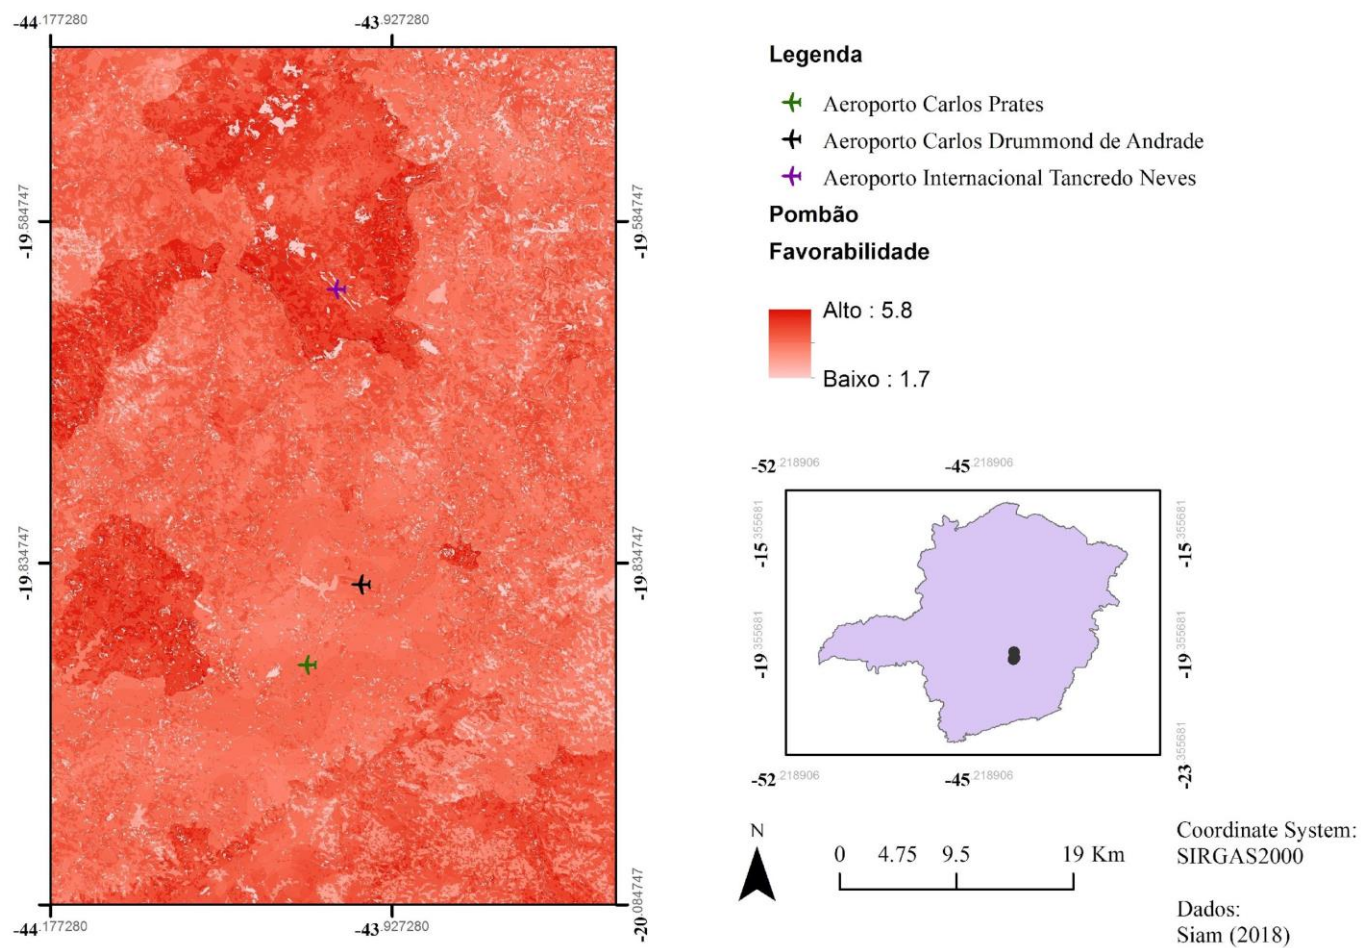 -44.177280
-43.927280
-19.584747
-19.584747
-19.834747
-19.834747
-20.084747
-44.177280
-43.927280
Legenda
Aeroporto Carlos Prates
Aeroporto Carlos Drummond de Andrade
Aeroporto Internacional Tancredo Neves
Pombão
Favorabilidade
Alto : 5.8
Baixo : 1.7
-52.218906
-45.218906
-15.355681
-15.355681
-19.355681
-19.355681
-23.355681
-52.218906
-45.218906
N
0 4.75 9.5 19 Km
Coordinate System:
SIRGAS2000
Dados:
Siam (2018)